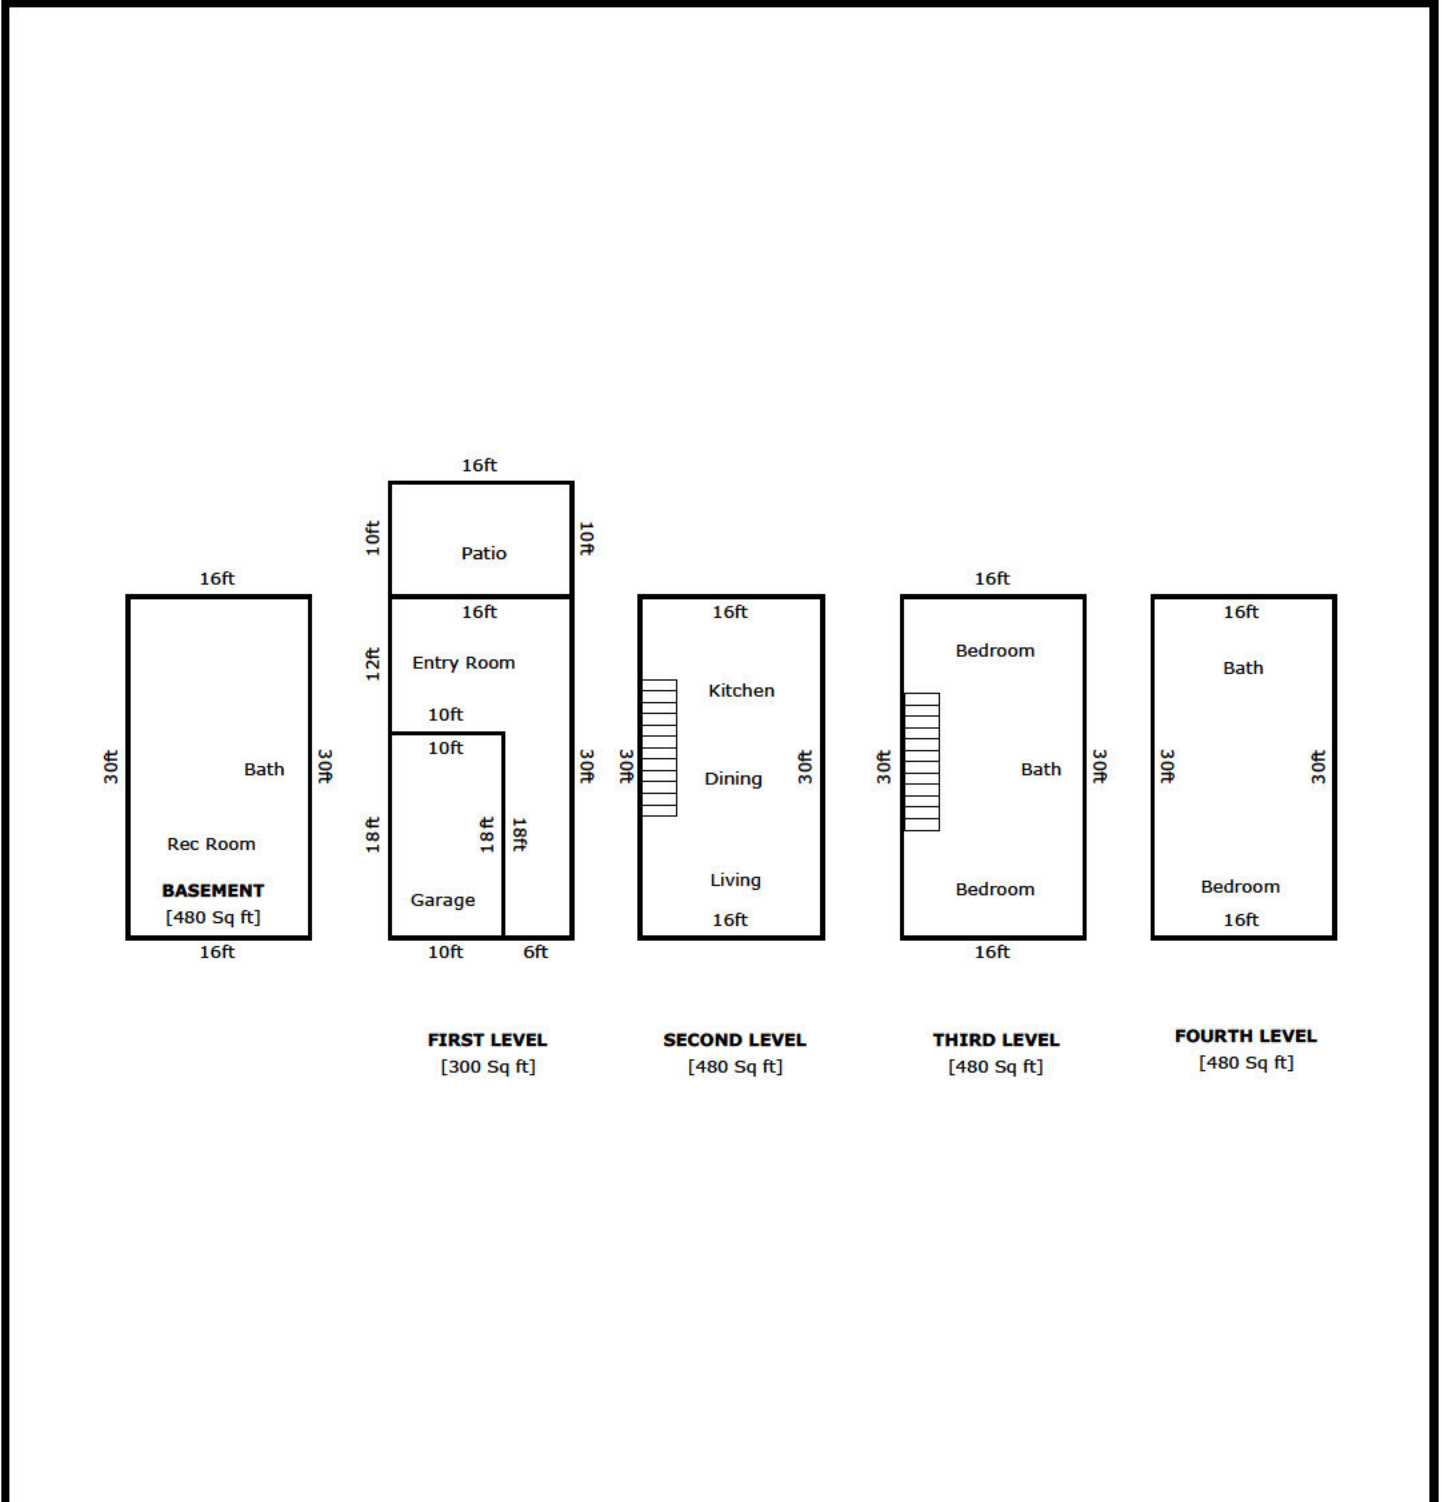 16ft
30ft
Bath
30ft
Rec Room
BASEMENT
[480 Sq ft]
16ft
16ft
10ft
Patio
10ft
16ft
12ft
Entry Room
10ft
10ft
30ft
18ft
18ft
18ft
Garage
10ft
6ft
FIRST LEVEL
[300 Sq ft]
16ft
Kitchen
30ft
Dining
30ft
Living
16ft
SECOND LEVEL
[480 Sq ft]
16ft
Bedroom
30ft
Bath
30ft
Bedroom
16ft
THIRD LEVEL
[480 Sq ft]
16ft
Bath
30ft
30ft
Bedroom
16ft
FOURTH LEVEL
[480 Sq ft]